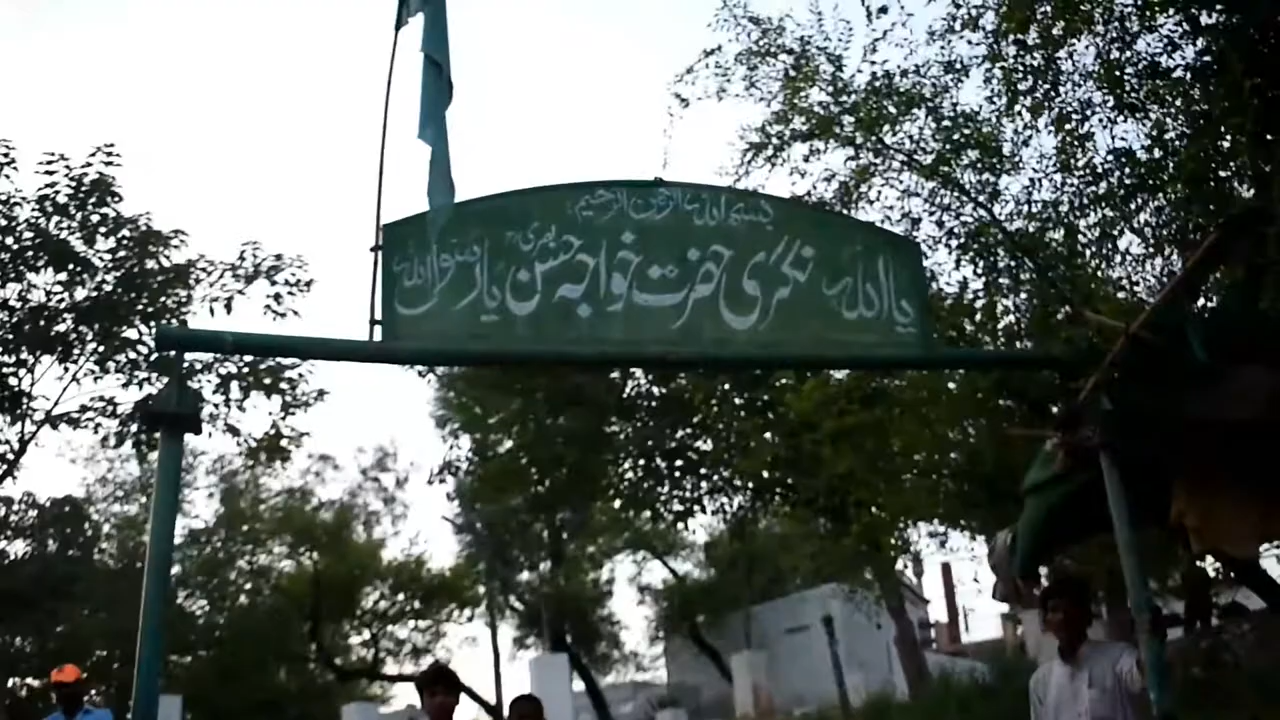 بسم اللہ الرحمن الرحیم
یا اللہ نگری حضرت خواجہ حسن بصریؒ یا رسول اللہ